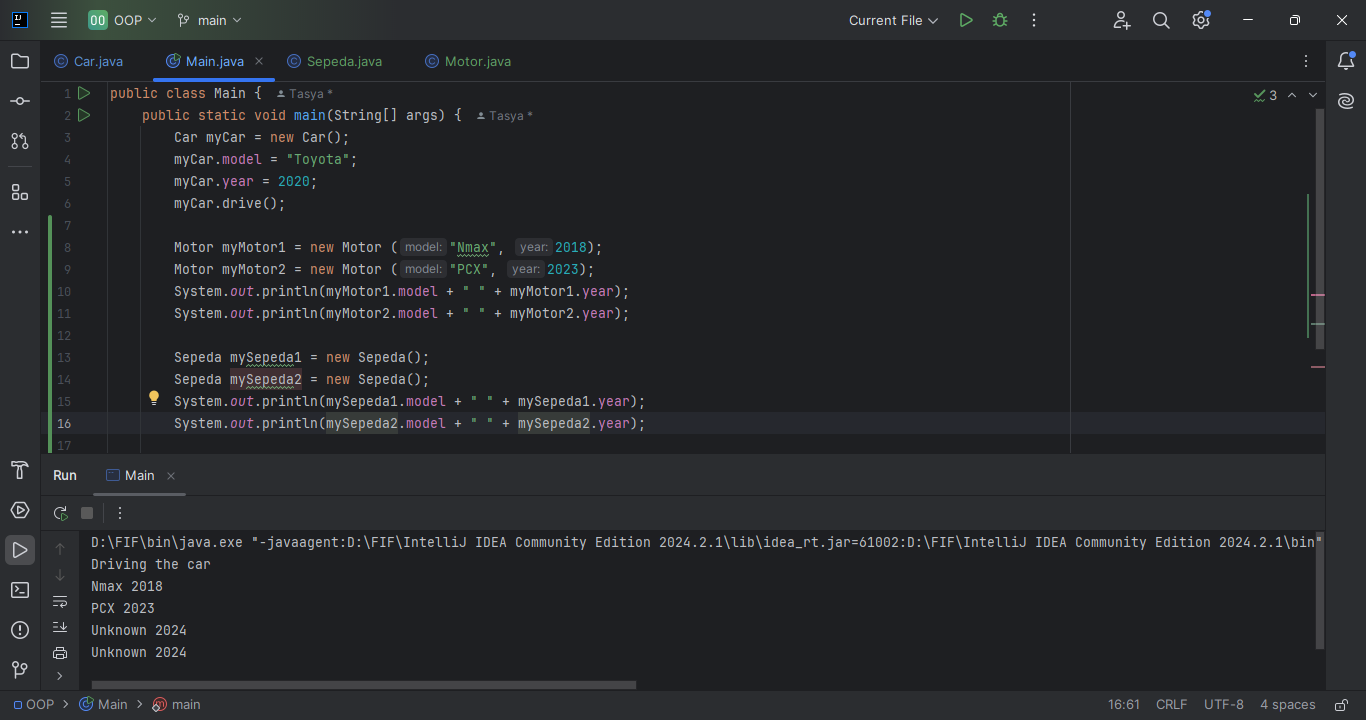 OOP main Current File
Car.java Main.java Sepeda.java Motor.java
1 public class Main { Tasya *
2 public static void main(String[] args) { Tasya *
3 Car myCar = new Car();
4 myCar.model = "Toyota";
5 myCar.year = 2020;
6 myCar.drive();
7
8 Motor myMotor1 = new Motor ( model: "Nmax", year: 2018);
9 Motor myMotor2 = new Motor ( model: "PCX", year: 2023);
10 System.out.println(myMotor1.model + " " + myMotor1.year);
11 System.out.println(myMotor2.model + " " + myMotor2.year);
12
13 Sepeda mySepeda1 = new Sepeda();
14 Sepeda mySepeda2 = new Sepeda();
15 System.out.println(mySepeda1.model + " " + mySepeda1.year);
16 System.out.println(mySepeda2.model + " " + mySepeda2.year);
17
3
Run Main
D:\FIF\bin\java.exe "-javaagent:D:\FIF\IntelliJ IDEA Community Edition 2024.2.1\lib\idea_rt.jar=61002:D:\FIF\IntelliJ IDEA Community Edition 2024.2.1\bin"
Driving the car
Nmax 2018
PCX 2023
Unknown 2024
Unknown 2024
OOP > Main > main 16:61 CRLF UTF-8 4 spaces